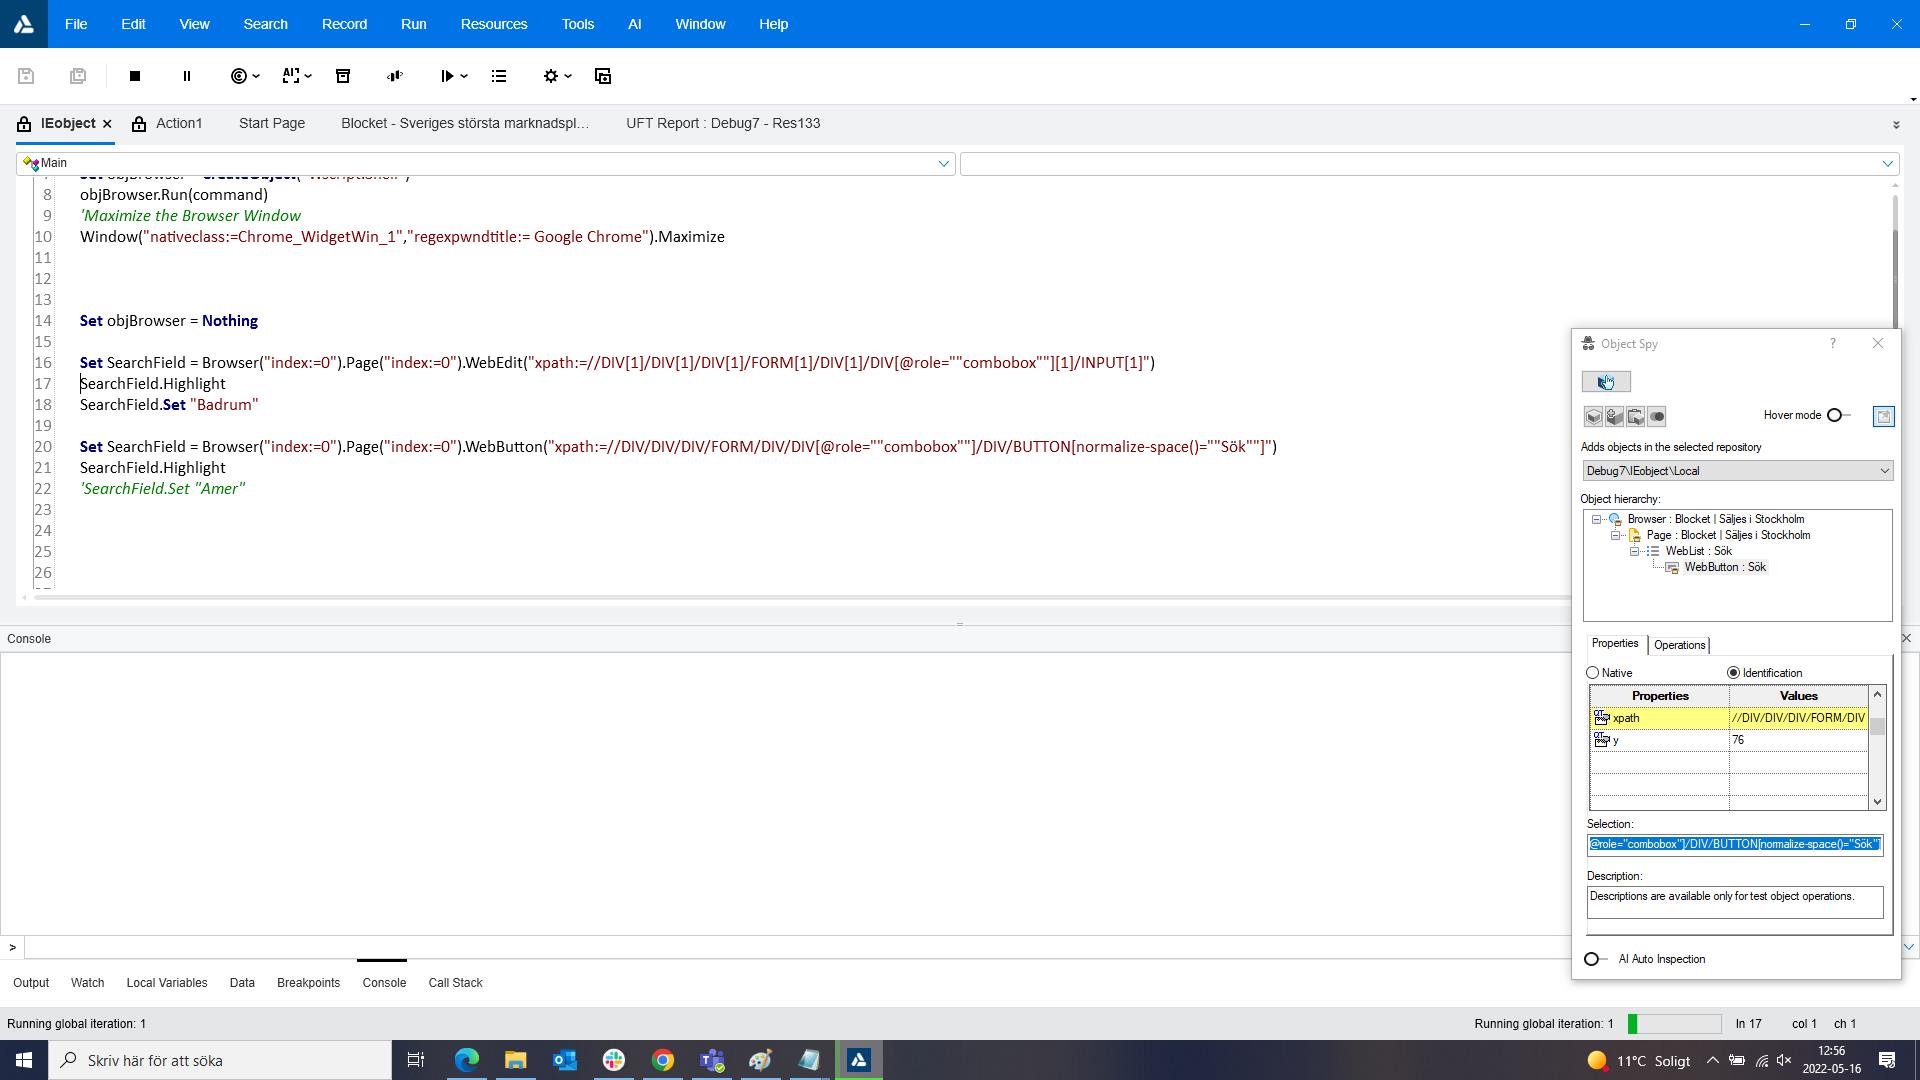 File Edit View Search Record Run Resources Tools AI Window Help
AI
IEobject Action1 Start Page Blocket - Sveriges största marknadspl... UFT Report : Debug7 - Res133
Main
8 objBrowser.Run(command)
9 'Maximize the Browser Window
10 Window("nativeclass:=Chrome_WidgetWin_1","regexpwndtitle:= Google Chrome").Maximize
11
12
13
14 Set objBrowser = Nothing
15
16 Set SearchField = Browser("index:=0").Page("index:=0").WebEdit("xpath:=//DIV[1]/DIV[1]/DIV[1]/FORM[1]/DIV[1]/DIV[@role=""combobox""][1]/INPUT[1]")
17 SearchField.Highlight
18 SearchField.Set "Badrum"
19
20 Set SearchField = Browser("index:=0").Page("index:=0").WebButton("xpath:=//DIV/DIV/DIV/FORM/DIV/DIV[@role=""combobox""]/DIV/BUTTON[normalize-space()=""Sök""]")
21 SearchField.Highlight
22 'SearchField.Set "Amer"
23
24
25
26
Object Spy ?
Hover mode
Adds objects in the selected repository
Debug7\IEobject\Local
Object hierarchy:
Browser : Blocket | Säljes i Stockholm
Page : Blocket | Säljes i Stockholm
WebList : Sök
WebButton : Sök
Properties Operations
Native Identification
Properties Values
xpath //DIV/DIV/DIV/FORM/DIV
y 76
Selection:
@role="combobox"]/DIV/BUTTON[normalize-space()="Sök"]
Description:
Descriptions are available only for test object operations.
AI Auto Inspection
Console
>
Output Watch Local Variables Data Breakpoints Console Call Stack
Running global iteration: 1 Running global iteration: 1 ln 17 col 1 ch 1
Skriv här för att söka 11°C Soligt 12:56
2022-05-16